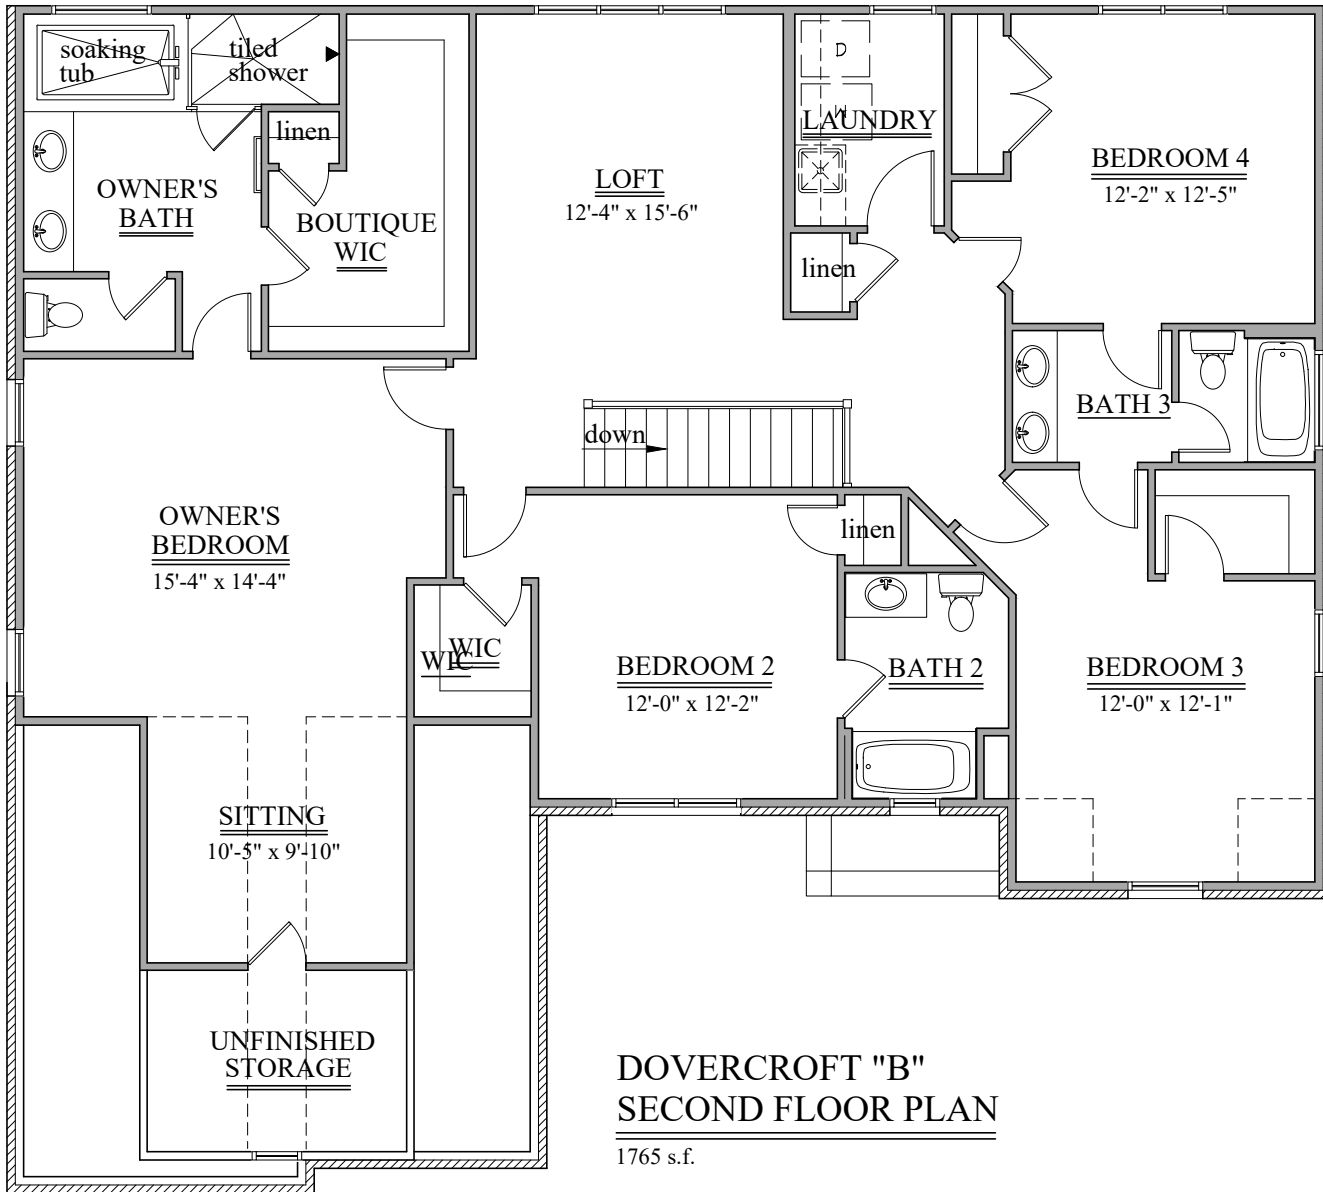 soaking
tub
tiled
shower
linen
OWNER'S
BATH
BOUTIQUE
WIC
LOFT
12'-4" x 15'-6"
D
W
LAUNDRY
linen
BEDROOM 4
12'-2" x 12'-5"
BATH 3
down
OWNER'S
BEDROOM
15'-4" x 14'-4"
linen
WIC
WIC
BEDROOM 2
12'-0" x 12'-2"
BATH 2
BEDROOM 3
12'-0" x 12'-1"
SITTING
10'-5" x 9'-10"
UNFINISHED
STORAGE
DOVERCROFT "B"
SECOND FLOOR PLAN
1765 s.f.